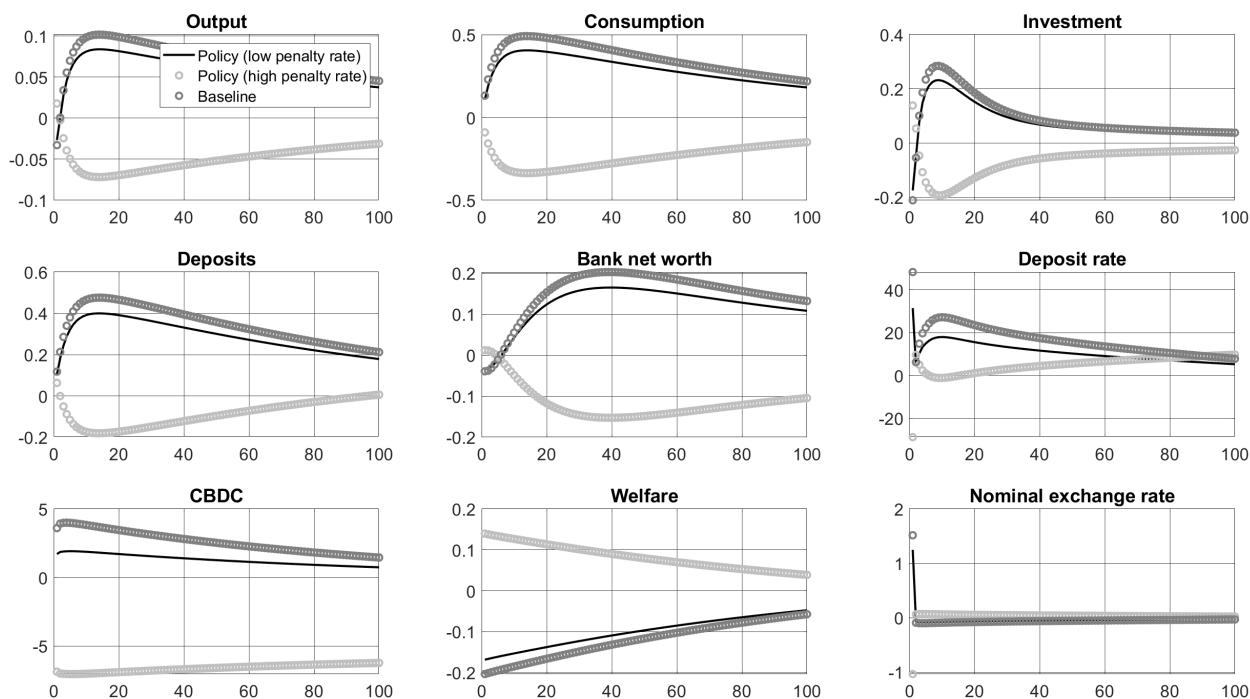 Output
0.1
0.05
0
-0.05
-0.1
0 20 40 60 80 100
Policy (low penalty rate)
Policy (high penalty rate)
Baseline
Consumption
0.5
0
-0.5
0 20 40 60 80 100
Investment
0.4
0.2
0
-0.2
0 20 40 60 80 100
Deposits
0.6
0.4
0.2
0
-0.2
0 20 40 60 80 100
Bank net worth
0.2
0.1
0
-0.1
-0.2
0 20 40 60 80 100
Deposit rate
40
20
0
-20
0 20 40 60 80 100
CBDC
5
0
-5
0 20 40 60 80 100
Welfare
0.2
0.1
0
-0.1
-0.2
0 20 40 60 80 100
Nominal exchange rate
2
1
0
-1
0 20 40 60 80 100